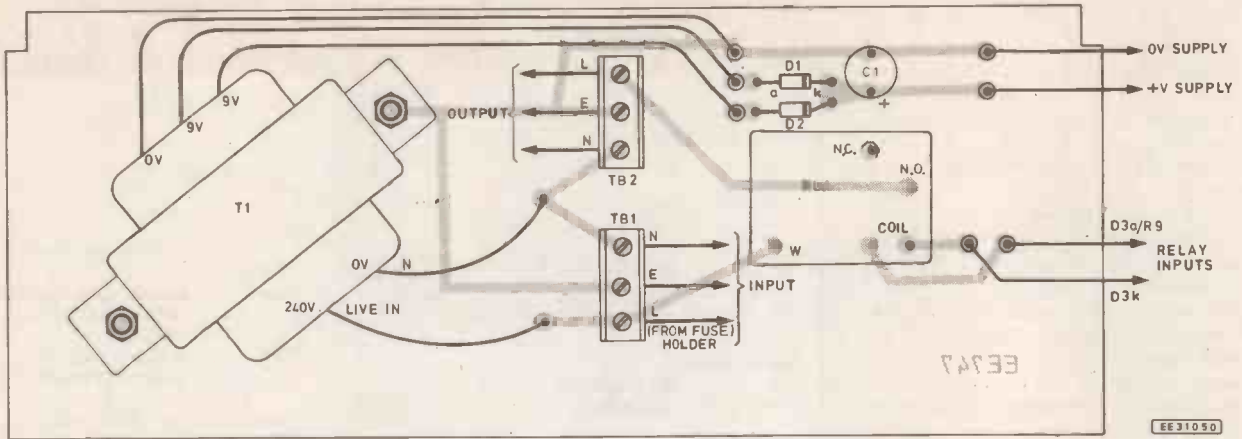 0V SUPPLY
+V SUPPLY
D1
C1
a
k
+
D2
L
OUTPUT
E
N
TB2
9V
9V
0V
T1
N.C.
N.O.
COIL
W
D3a/R9
RELAY
INPUTS
D3k
TB1
N
E
INPUT
L
(FROM FUSE)
HOLDER
0V
N
240V.
LIVE IN
EE747
EE31050